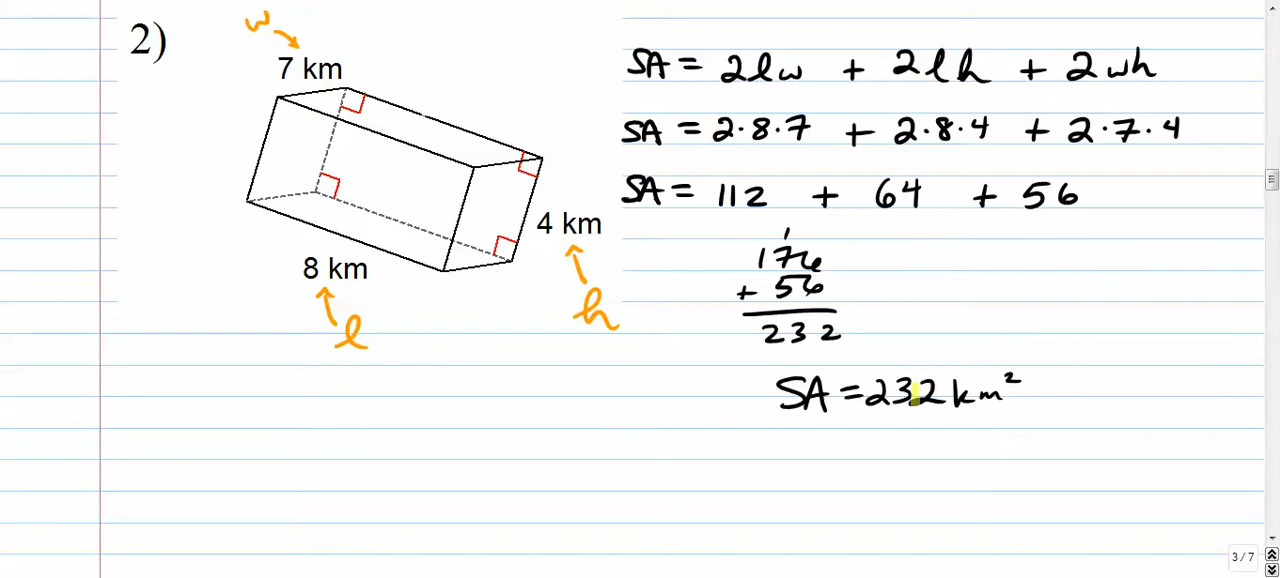 2)
w
7 km
4 km
8 km
h
l
SA = 2lw + 2lh + 2wh
SA = 2·8·7 + 2·8·4 + 2·7·4
SA = 112 + 64 + 56
1
176
+ 56
232
SA = 232 km²
3 / 7